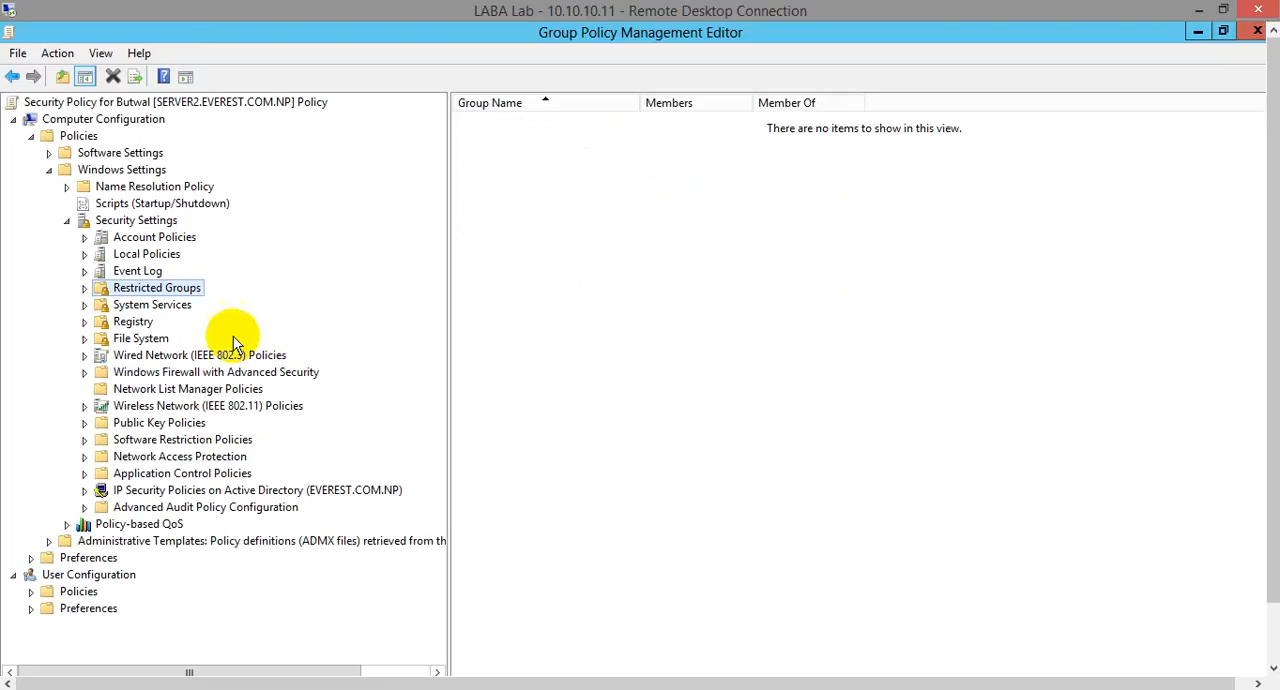 LABA Lab - 10.10.10.11 - Remote Desktop Connection
Group Policy Management Editor
File Action View Help
Security Policy for Butwal [SERVER2.EVEREST.COM.NP] Policy
Computer Configuration
Policies
Software Settings
Windows Settings
Name Resolution Policy
Scripts (Startup/Shutdown)
Security Settings
Account Policies
Local Policies
Event Log
Restricted Groups
System Services
Registry
File System
Wired Network (IEEE 802.3) Policies
Windows Firewall with Advanced Security
Network List Manager Policies
Wireless Network (IEEE 802.11) Policies
Public Key Policies
Software Restriction Policies
Network Access Protection
Application Control Policies
IP Security Policies on Active Directory (EVEREST.COM.NP)
Advanced Audit Policy Configuration
Policy-based QoS
Administrative Templates: Policy definitions (ADMX files) retrieved from th
Preferences
User Configuration
Policies
Preferences
Group Name Members Member Of
There are no items to show in this view.